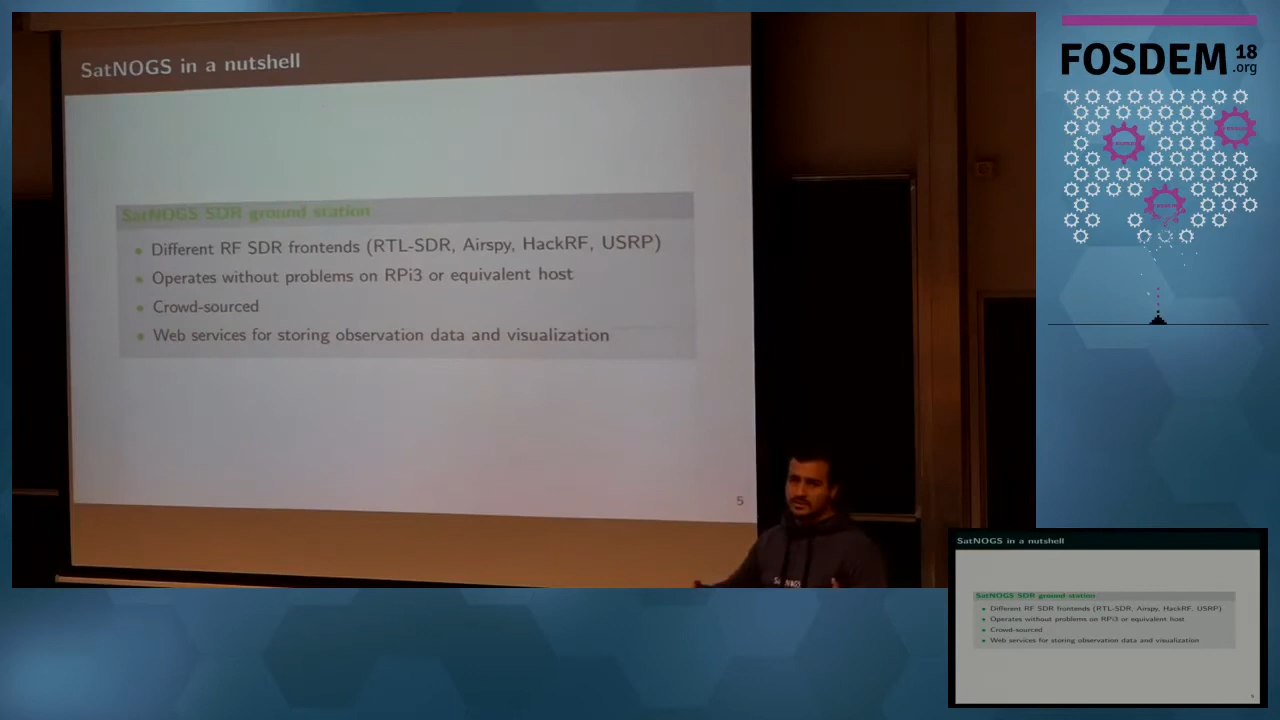 SatNOGS in a nutshell
SatNOGS SDR ground station
Different RF SDR frontends (RTL-SDR, Airspy, HackRF, USRP)
Operates without problems on RPi3 or equivalent host
Crowd-sourced
Web services for storing observation data and visualization
5
FOSDEM 18
.org
SatNOGS in a nutshell
SatNOGS SDR ground station
Different RF SDR frontends (RTL-SDR, Airspy, HackRF, USRP)
Operates without problems on RPi3 or equivalent host
Crowd-sourced
Web services for storing observation data and visualization
5